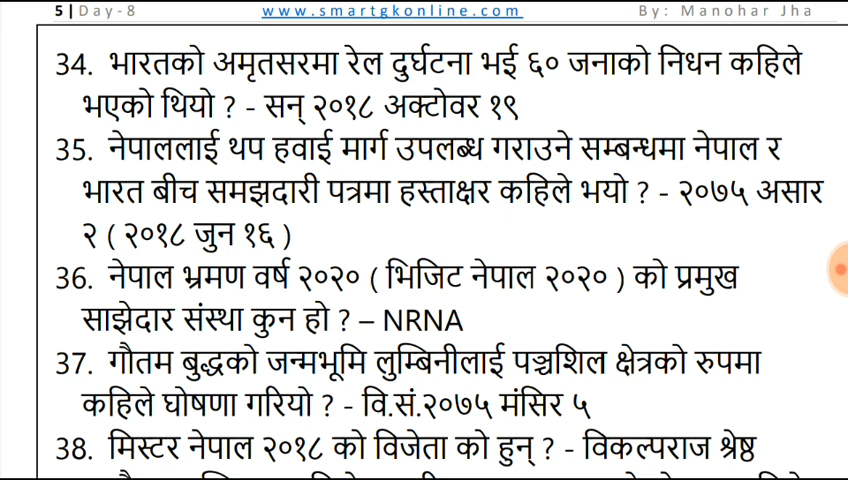 5 | Day-8 www.smartgkonline.com By: Manohar Jha
34. भारतको अमृतसरमा रेल दुर्घटना भई ६० जनाको निधन कहिले
भएको थियो ? - सन् २०१८ अक्टोवर १९
35. नेपाललाई थप हवाई मार्ग उपलब्ध गराउने सम्बन्धमा नेपाल र
भारत बीच समझदारी पत्रमा हस्ताक्षर कहिले भयो ? - २०७५ असार
२ ( २०१८ जुन १६ )
36. नेपाल भ्रमण वर्ष २०२० ( भिजिट नेपाल २०२० ) को प्रमुख
साझेदार संस्था कुन हो ? – NRNA
37. गौतम बुद्धको जन्मभूमि लुम्बिनीलाई पञ्चशिल क्षेत्रको रुपमा
कहिले घोषणा गरियो ? - वि.सं.२०७५ मंसिर ५
38. मिस्टर नेपाल २०१८ को विजेता को हुन् ? - विकल्पराज श्रेष्ठ